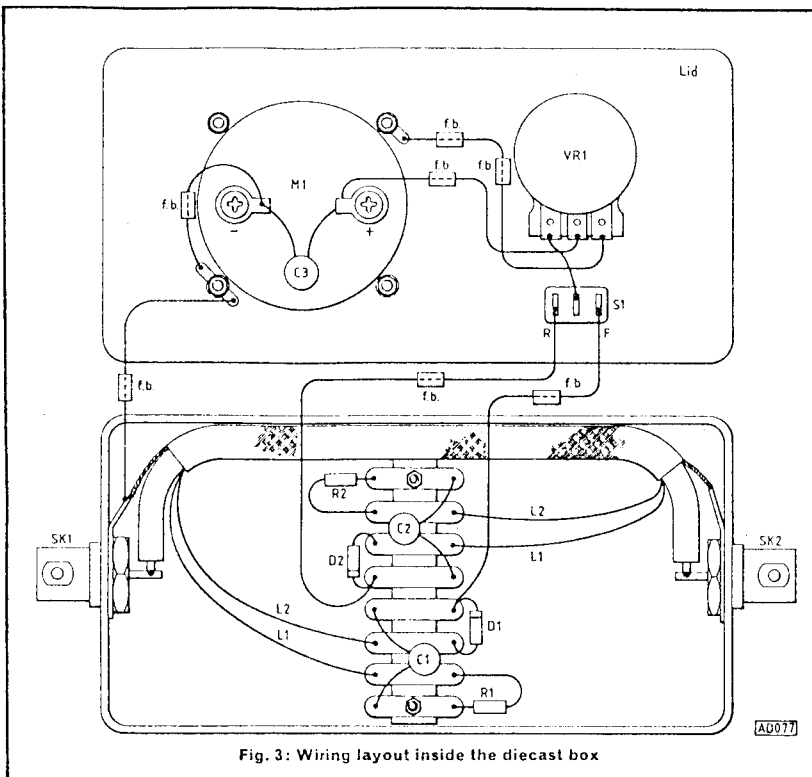 Lid
f.b.
f.b
VR1
f.b
M1
f.b.
-
+
C3
S1
R
F
f.b.
f.b.
f.b
R2
L2
C2
SK1
D2
L1
SK2
L2
D1
L1
C1
R1
AD077
Fig. 3: Wiring layout inside the diecast box